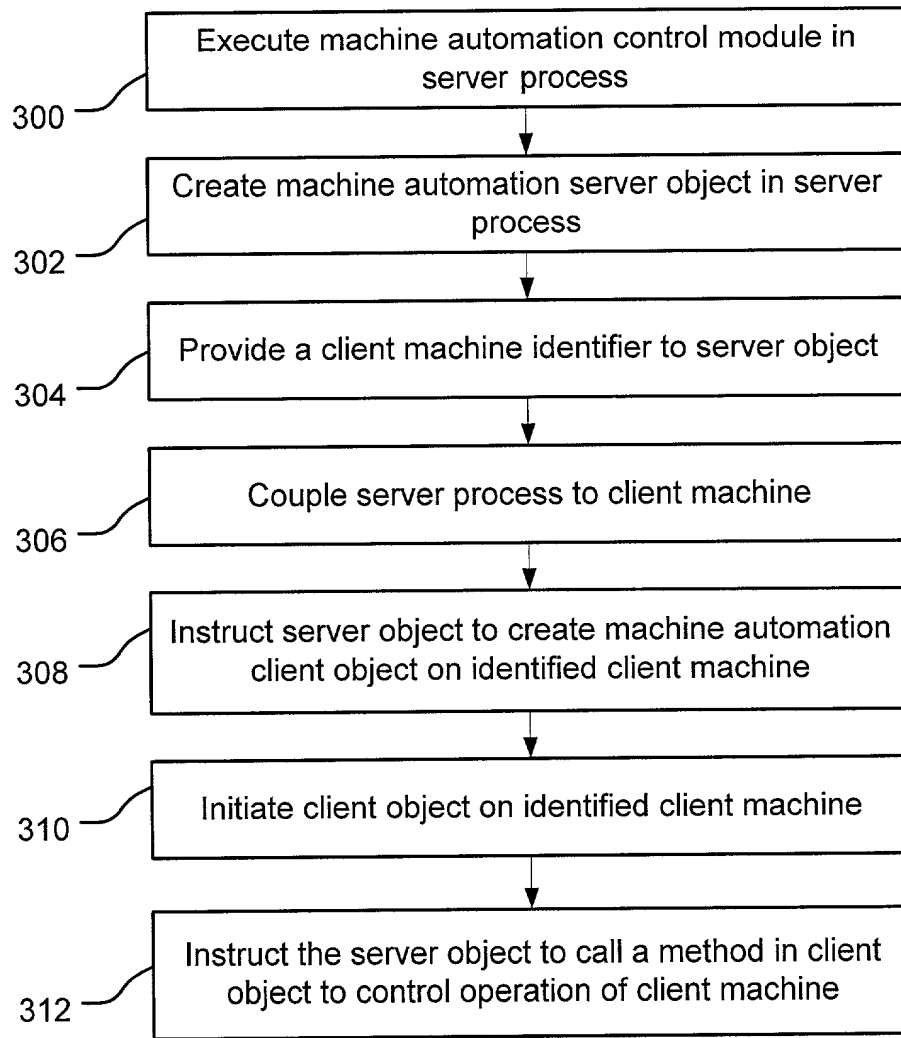 Execute machine automation control module in
server process
300
Create machine automation server object in server
process
302
Provide a client machine identifier to server object
304
Couple server process to client machine
306
Instruct server object to create machine automation
client object on identified client machine
308
Initiate client object on identified client machine
310
Instruct the server object to call a method in client
object to control operation of client machine
312